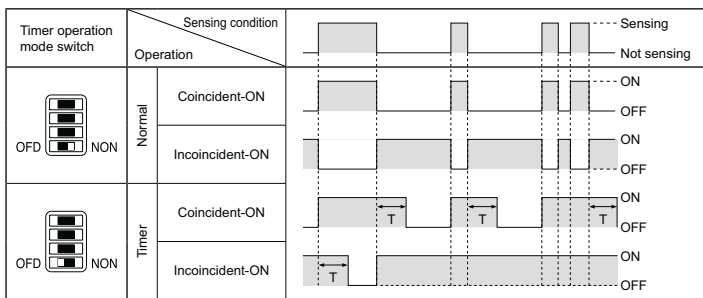 Timer operation
mode switch
Sensing condition
Operation
Sensing
Not sensing
OFD
NON
Normal
Coincident-ON
ON
OFF
Incoincident-ON
ON
OFF
OFD
NON
Timer
Coincident-ON
T
T
T
ON
OFF
Incoincident-ON
T
ON
OFF